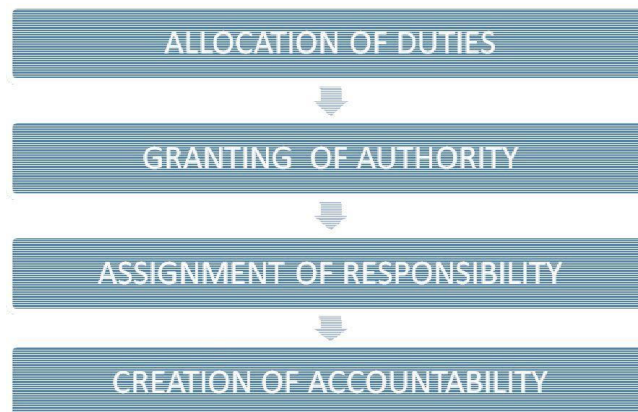 ALLOCATION OF DUTIES
GRANTING OF AUTHORITY
ASSIGNMENT OF RESPONSIBILITY
CREATION OF ACCOUNTABILITY